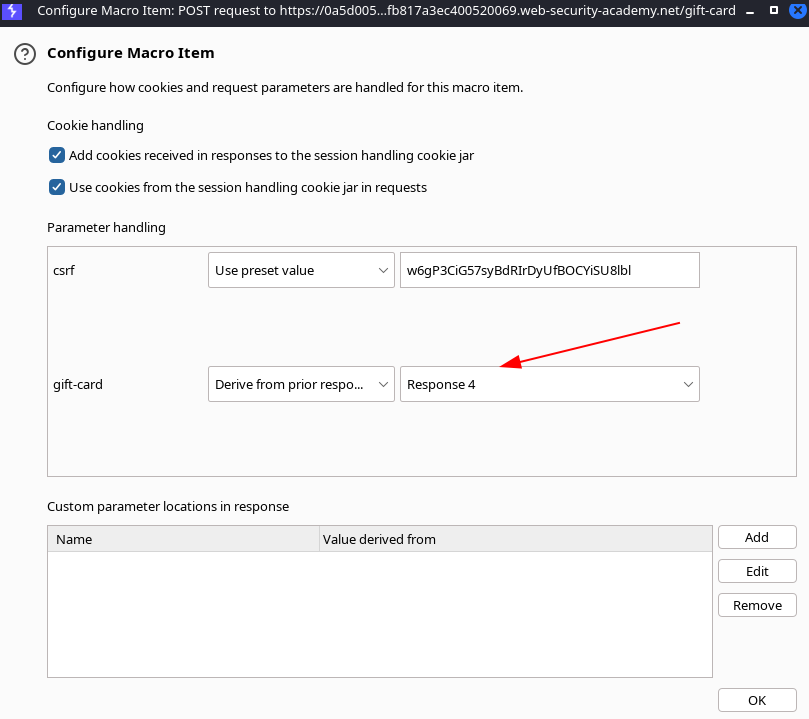 Configure Macro Item: POST request to https://0a5d005...fb817a3ec400520069.web-security-academy.net/gift-card
Configure Macro Item
Configure how cookies and request parameters are handled for this macro item.
Cookie handling
Add cookies received in responses to the session handling cookie jar
Use cookies from the session handling cookie jar in requests
Parameter handling
csrf Use preset value w6gP3CiG57syBdRIrDyUfBOCYiSU8lbl
gift-card Derive from prior respo... Response 4
Custom parameter locations in response
Name Value derived from
Add
Edit
Remove
OK